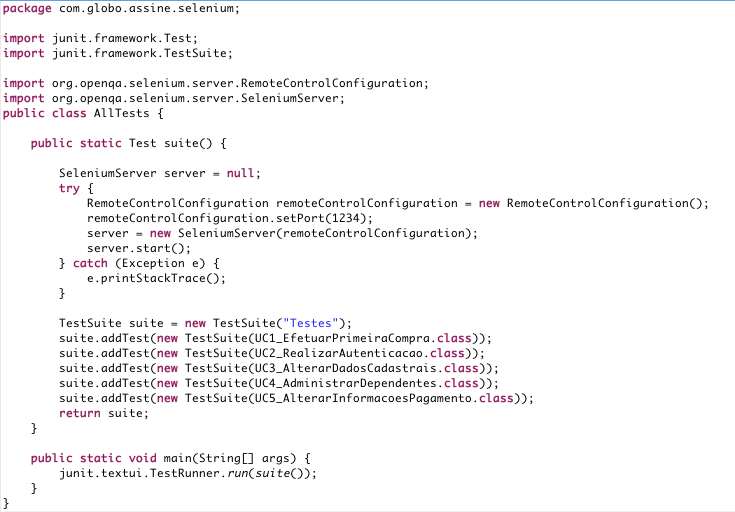 package com.globo.assine.selenium;

import junit.framework.Test;
import junit.framework.TestSuite;

import org.openqa.selenium.server.RemoteControlConfiguration;
import org.openqa.selenium.server.SeleniumServer;
public class AllTests {

    public static Test suite() {

        SeleniumServer server = null;
        try {
            RemoteControlConfiguration remoteControlConfiguration = new RemoteControlConfiguration();
            remoteControlConfiguration.setPort(1234);
            server = new SeleniumServer(remoteControlConfiguration);
            server.start();
        } catch (Exception e) {
            e.printStackTrace();
        }

        TestSuite suite = new TestSuite("Testes");
        suite.addTest(new TestSuite(UC1_EfetuarPrimeiraCompra.class));
        suite.addTest(new TestSuite(UC2_RealizarAutenticacao.class));
        suite.addTest(new TestSuite(UC3_AlterarDadosCadastrais.class));
        suite.addTest(new TestSuite(UC4_AdministrarDependentes.class));
        suite.addTest(new TestSuite(UC5_AlterarInformacoesPagamento.class));
        return suite;
    }

    public static void main(String[] args) {
        junit.textui.TestRunner.run(suite());
    }
}